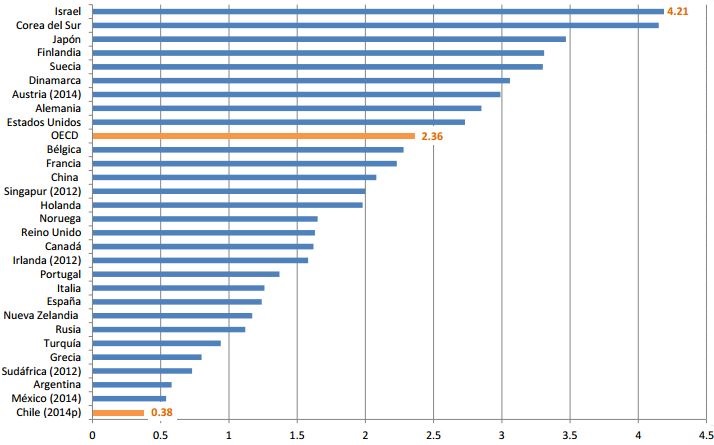 Israel 4.21
Corea del Sur
Japón
Finlandia
Suecia
Dinamarca
Austria (2014)
Alemania
Estados Unidos
OECD 2.36
Bélgica
Francia
China
Singapur (2012)
Holanda
Noruega
Reino Unido
Canadá
Irlanda (2012)
Portugal
Italia
España
Nueva Zelandia
Rusia
Turquía
Grecia
Sudáfrica (2012)
Argentina
México (2014)
Chile (2014p) 0.38
0 0.5 1 1.5 2 2.5 3 3.5 4 4.5